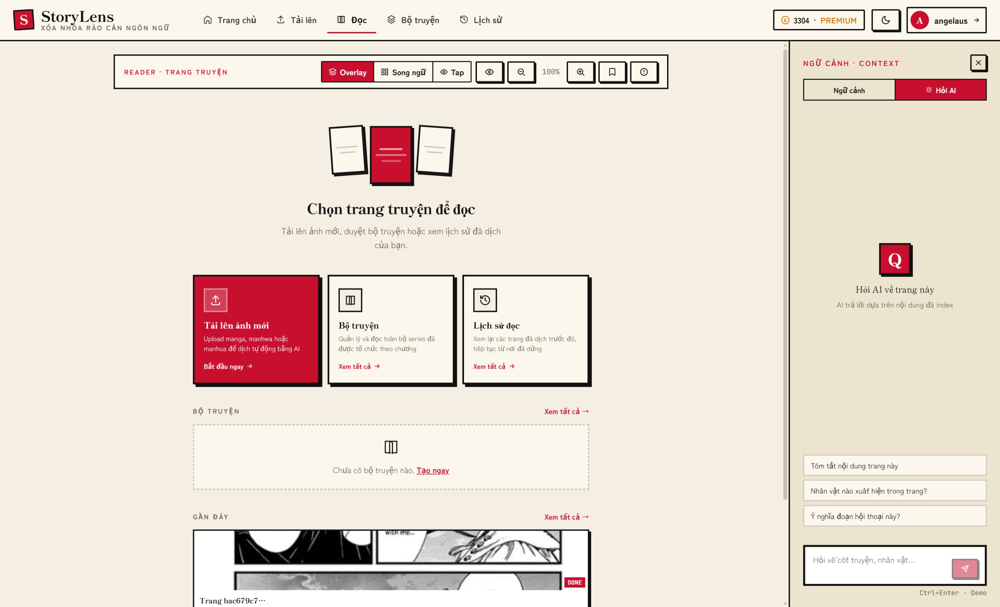 S
StoryLens
XÓA NHÒA RÀO CẢN NGÔN NGỮ
Trang chủ
Tải lên
Đọc
Bộ truyện
Lịch sử
3304 · PREMIUM
A
angelaus →
READER · TRANG TRUYỆN
Overlay
Song ngữ
Tap
100%
Chọn trang truyện để đọc
Tải lên ảnh mới, duyệt bộ truyện hoặc xem lịch sử đã dịch
của bạn.
Tải lên ảnh mới
Upload manga, manhwa hoặc
manhua để dịch tự động bằng AI
Bắt đầu ngay →
Bộ truyện
Quản lý và đọc toàn bộ series đã
được tổ chức theo chương
Xem tất cả →
Lịch sử đọc
Xem lại các trang đã dịch trước đó,
tiếp tục từ nơi đã dừng
Xem tất cả →
BỘ TRUYỆN
Xem tất cả →
Chưa có bộ truyện nào. Tạo ngay
GẦN ĐÂY
Xem tất cả →
with me...
DONE
Trang bac679c7···
NGỮ CẢNH · CONTEXT
Ngữ cảnh
Hỏi AI
Q
Hỏi AI về trang này
AI trả lời dựa trên nội dung đã index
Tóm tắt nội dung trang này
Nhân vật nào xuất hiện trong trang?
Ý nghĩa đoạn hội thoại này?
Hỏi về cốt truyện, nhân vật...
Ctrl+Enter · Demo